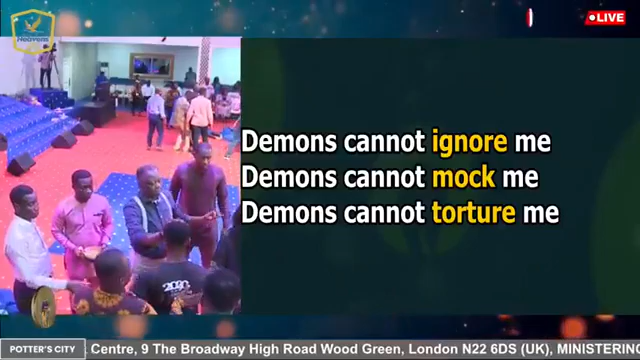 LIVE
Demons cannot ignore me
Demons cannot mock me
Demons cannot torture me
2020
POTTER'S CITY
Centre, 9 The Broadway High Road Wood Green, London N22 6DS (UK), MINISTERING